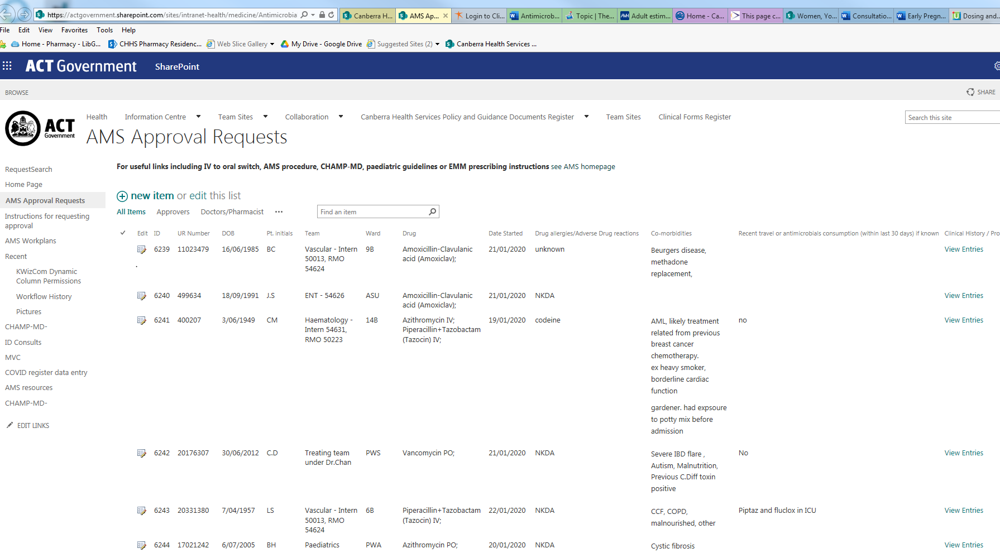 https://actgovernment.sharepoint.com/sites/intranet-health/medicine/Antimicrobia
Canberra H...
AMS Ap...
Login to Cli...
Antimicrob...
Topic | The...
Adult estim...
Home - Ca...
This page c...
Women, Yo...
Consultatio...
Early Pregn...
Dosing and...
File Edit View Favorites Tools Help
Home - Pharmacy - LibG...
CHHS Pharmacy Residenc...
Web Slice Gallery
My Drive - Google Drive
Suggested Sites (2)
Canberra Health Services ...
ACT Government SharePoint
BROWSE
SHARE
ACT
Government
Health Information Centre Team Sites Collaboration Canberra Health Services Policy and Guidance Documents Register Team Sites Clinical Forms Register
Search this site
AMS Approval Requests
RequestSearch
Home Page
AMS Approval Requests
Instructions for requesting
approval
AMS Workplans
Recent
KWizCom Dynamic
Column Permissions
Workflow History
Pictures
CHAMP-MD-
ID Consults
MVC
COVID register data entry
AMS resources
CHAMP-MD-
EDIT LINKS
For useful links including IV to oral switch, AMS procedure, CHAMP-MD, paediatric guidelines or EMM prescribing instructions see AMS homepage
new item or edit this list
All Items Approvers Doctors/Pharmacist ... Find an item
Edit ID UR Number DOB Pt. initials Team Ward Drug Date Started Drug allergies/Adverse Drug reactions Co-morbidities Recent travel or antimicrobials consumption (within last 30 days) if known Clinical History / Pro
6239 11023479 16/06/1985 BC Vascular - Intern 9B Amoxicillin-Clavulanic 21/01/2020 unknown Beurgers disease, View Entries
50013, RMO acid (Amoxiclav); methadone
54624 replacement,
6240 499634 18/09/1991 J.S ENT - 54626 ASU Amoxicillin-Clavulanic 21/01/2020 NKDA View Entries
acid (Amoxiclav);
6241 400207 3/06/1949 CM Haematology - 14B Azithromycin IV; 19/01/2020 codeine AML, likely treatment no View Entries
Intern 54631, Piperacillin+Tazobactam related from previous
RMO 50223 (Tazocin) IV; breast cancer
chemotherapy.
ex heavy smoker,
borderline cardiac
function
gardener. had expsoure
to potty mix before
admission
6242 20176307 30/06/2012 C.D Treating team PWS Vancomycin PO; 21/01/2020 NKDA Severe IBD flare , No View Entries
under Dr.Chan Autism, Malnutrition,
Previous C.Diff toxin
positive
6243 20331380 7/04/1957 LS Vascular - Intern 6B Piperacillin+Tazobactam 22/01/2020 NKDA CCF, COPD, Piptaz and fluclox in ICU View Entries
50013, RMO (Tazocin) IV; malnourished, other
54624
6244 17021242 6/07/2005 BH Paediatrics PWA Azithromycin PO; 20/01/2020 NKDA Cystic fibrosis View Entries